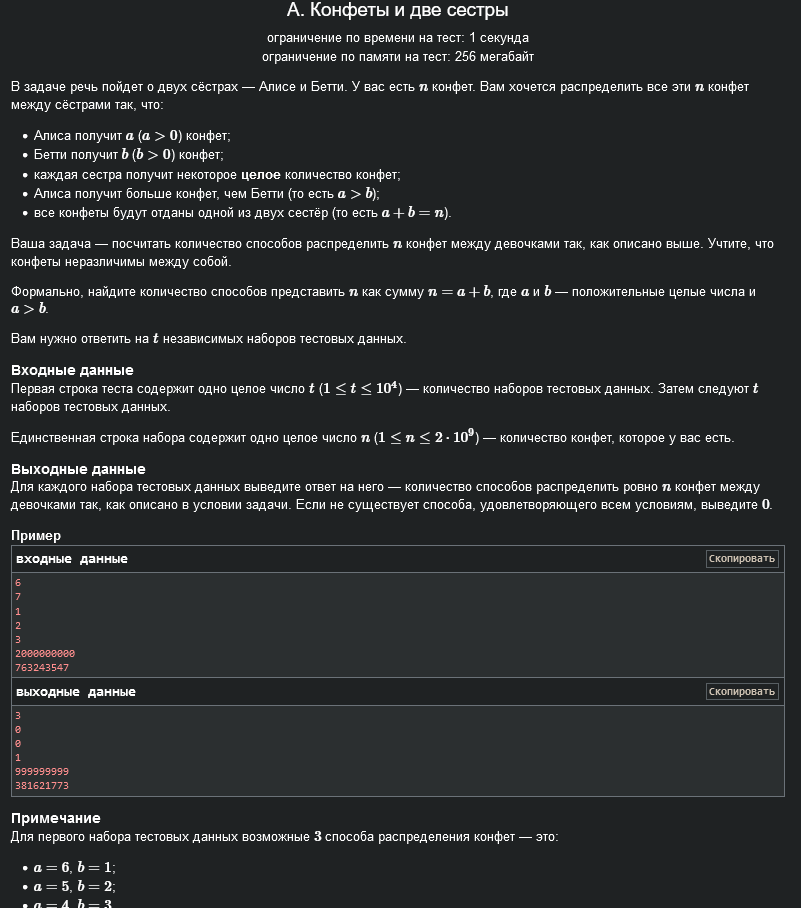 А. Конфеты и две сестры
ограничение по времени на тест: 1 секунда
ограничение по памяти на тест: 256 мегабайт
В задаче речь пойдет о двух сёстрах — Алисе и Бетти. У вас есть n конфет. Вам хочется распределить все эти n конфет
между сёстрами так, что:
• Алиса получит a (a > 0) конфет;
• Бетти получит b (b > 0) конфет;
• каждая сестра получит некоторое целое количество конфет;
• Алиса получит больше конфет, чем Бетти (то есть a > b);
• все конфеты будут отданы одной из двух сестёр (то есть a + b = n).
Ваша задача — посчитать количество способов распределить n конфет между девочками так, как описано выше. Учтите, что
конфеты неразличимы между собой.
Формально, найдите количество способов представить n как сумму n = a + b, где a и b — положительные целые числа и
a > b.
Вам нужно ответить на t независимых наборов тестовых данных.
Входные данные
Первая строка теста содержит одно целое число t (1 ≤ t ≤ 10⁴) — количество наборов тестовых данных. Затем следуют t
наборов тестовых данных.
Единственная строка набора содержит одно целое число n (1 ≤ n ≤ 2 · 10⁹) — количество конфет, которое у вас есть.
Выходные данные
Для каждого набора тестовых данных выведите ответ на него — количество способов распределить ровно n конфет между
девочками так, как описано в условии задачи. Если не существует способа, удовлетворяющего всем условиям, выведите 0.
Пример
входные данные Скопировать
6
7
1
2
3
2000000000
763243547
выходные данные Скопировать
3
0
0
1
999999999
381621773
Примечание
Для первого набора тестовых данных возможные 3 способа распределения конфет — это:
• a = 6, b = 1;
• a = 5, b = 2;
• a = 4, b = 3